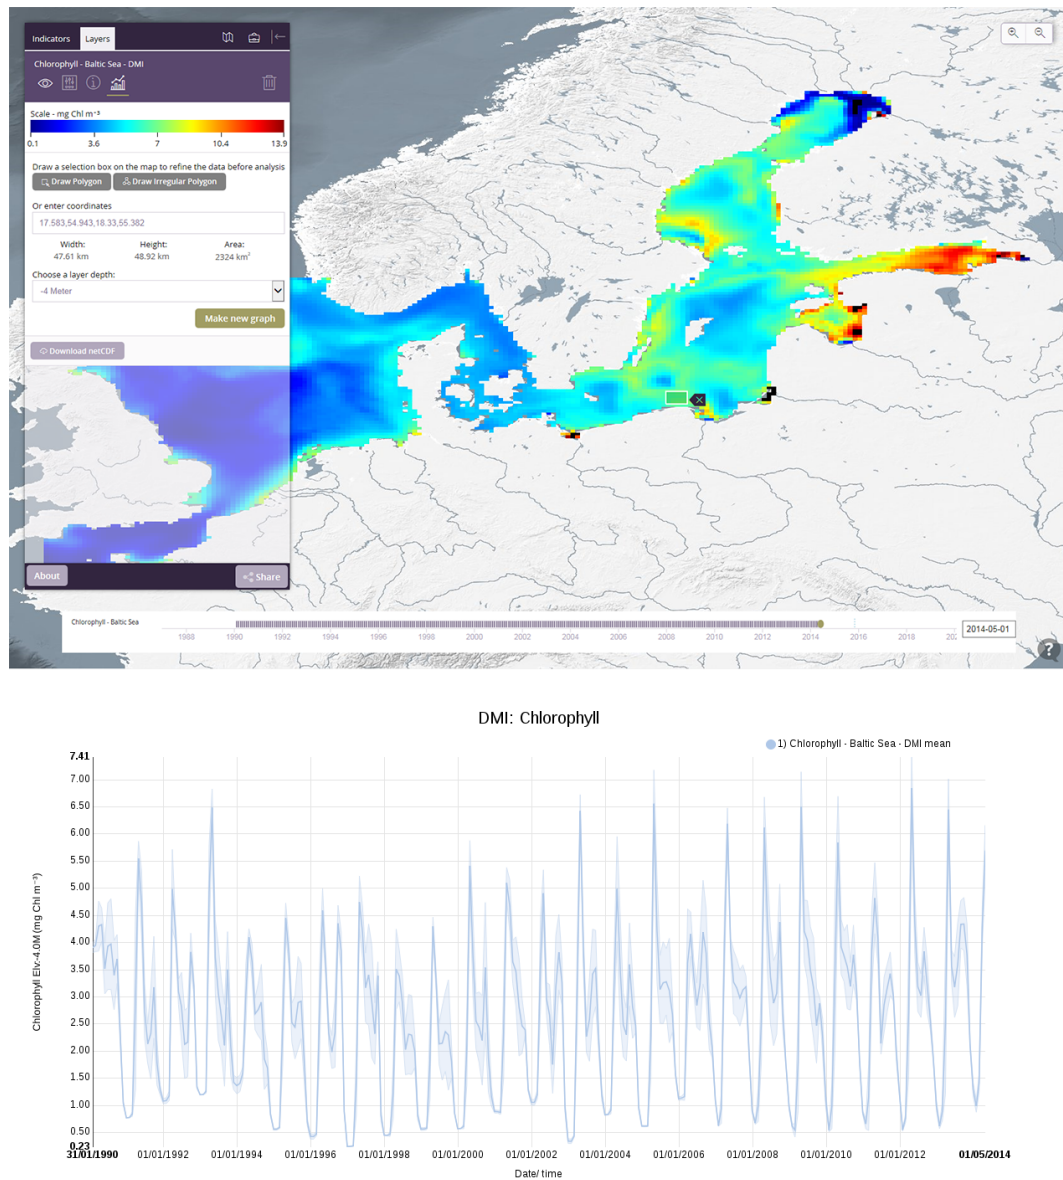 Indicators Layers
Chlorophyll - Baltic Sea - DMI
Scale - mg Chl m⁻³
0.1 3.6 7 10.4 13.9
Draw a selection box on the map to refine the data before analysis
Draw Polygon Draw Irregular Polygon
Or enter coordinates
17.583,54.943,18.33,55.382
Width: Height: Area:
47.61 km 48.92 km 2324 km²
Choose a layer depth:
-4 Meter
Make new graph
Download netCDF
About Share
Chlorophyll - Baltic Sea
1988 1990 1992 1994 1996 1998 2000 2002 2004 2006 2008 2010 2012 2014 2016 2018
2014-05-01
?
DMI: Chlorophyll
1) Chlorophyll - Baltic Sea - DMI mean
Chlorophyll Elv:-4.0M (mg Chl m⁻³)
7.41
7.00
6.50
6.00
5.50
5.00
4.50
4.00
3.50
3.00
2.50
2.00
1.50
1.00
0.50
0.23
31/01/1990 01/01/1992 01/01/1994 01/01/1996 01/01/1998 01/01/2000 01/01/2002 01/01/2004 01/01/2006 01/01/2008 01/01/2010 01/01/2012 01/05/2014
Date/ time